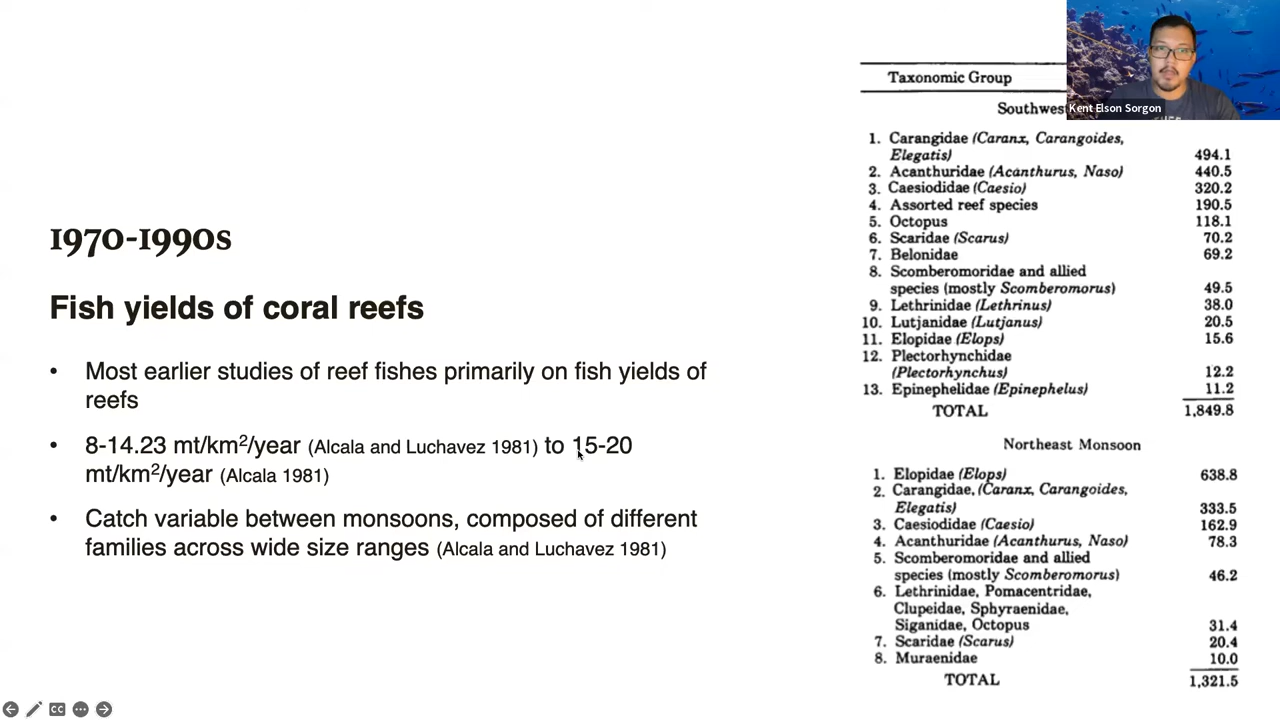 1970-1990s
Fish yields of coral reefs
• Most earlier studies of reef fishes primarily on fish yields of
reefs
• 8-14.23 mt/km²/year (Alcala and Luchavez 1981) to 15-20
mt/km²/year (Alcala 1981)
• Catch variable between monsoons, composed of different
families across wide size ranges (Alcala and Luchavez 1981)
Taxonomic Group
Southwest
1. Carangidae (Caranx, Carangoides,
Elegatis) 494.1
2. Acanthuridae (Acanthurus, Naso) 440.5
3. Caesiodidae (Caesio) 320.2
4. Assorted reef species 190.5
5. Octopus 118.1
6. Scaridae (Scarus) 70.2
7. Belonidae 69.2
8. Scomberomoridae and allied
species (mostly Scomberomorus) 49.5
9. Lethrinidae (Lethrinus) 38.0
10. Lutjanidae (Lutjanus) 20.5
11. Elopidae (Elops) 15.6
12. Plectorhynchidae
(Plectorhynchus) 12.2
13. Epinephelidae (Epinephelus) 11.2
TOTAL 1,849.8
Northeast Monsoon
1. Elopidae (Elops) 638.8
2. Carangidae, (Caranx, Carangoides,
Elegatis) 333.5
3. Caesiodidae (Caesio) 162.9
4. Acanthuridae (Acanthurus, Naso) 78.3
5. Scomberomoridae and allied
species (mostly Scomberomorus) 46.2
6. Lethrinidae, Pomacentridae,
Clupeidae, Sphyraenidae,
Siganidae, Octopus 31.4
7. Scaridae (Scarus) 20.4
8. Muraenidae 10.0
TOTAL 1,321.5
Kent Elson Sorgon
CC